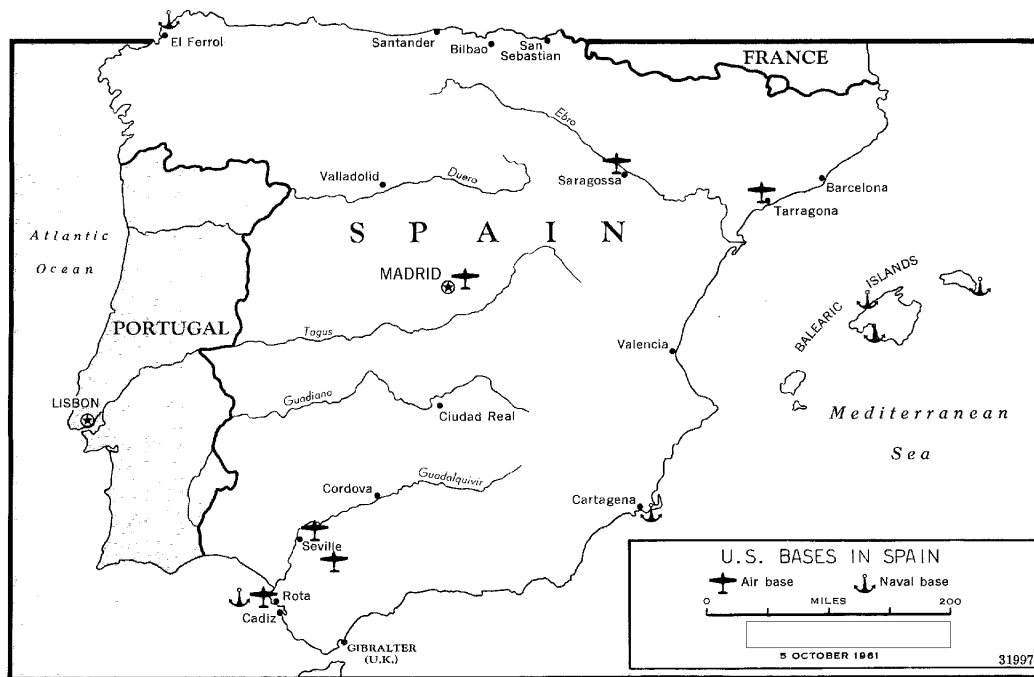 El Ferrol
Santander
Bilbao
San
Sebastian
FRANCE
Ebro
Saragossa
Valladolid
Duero
Barcelona
Tarragona
Atlantic
Ocean
SPAIN
MADRID
BALEARIC ISLANDS
PORTUGAL
Tagus
Valencia
LISBON
Guadiano
Ciudad Real
Mediterranean
Sea
Guadalquivir
Cordova
Cartagena
Seville
Rota
Cadiz
GIBRALTER
(U.K.)
U.S. BASES IN SPAIN
Air base
Naval base
0 MILES 200
5 OCTOBER 1961
31997